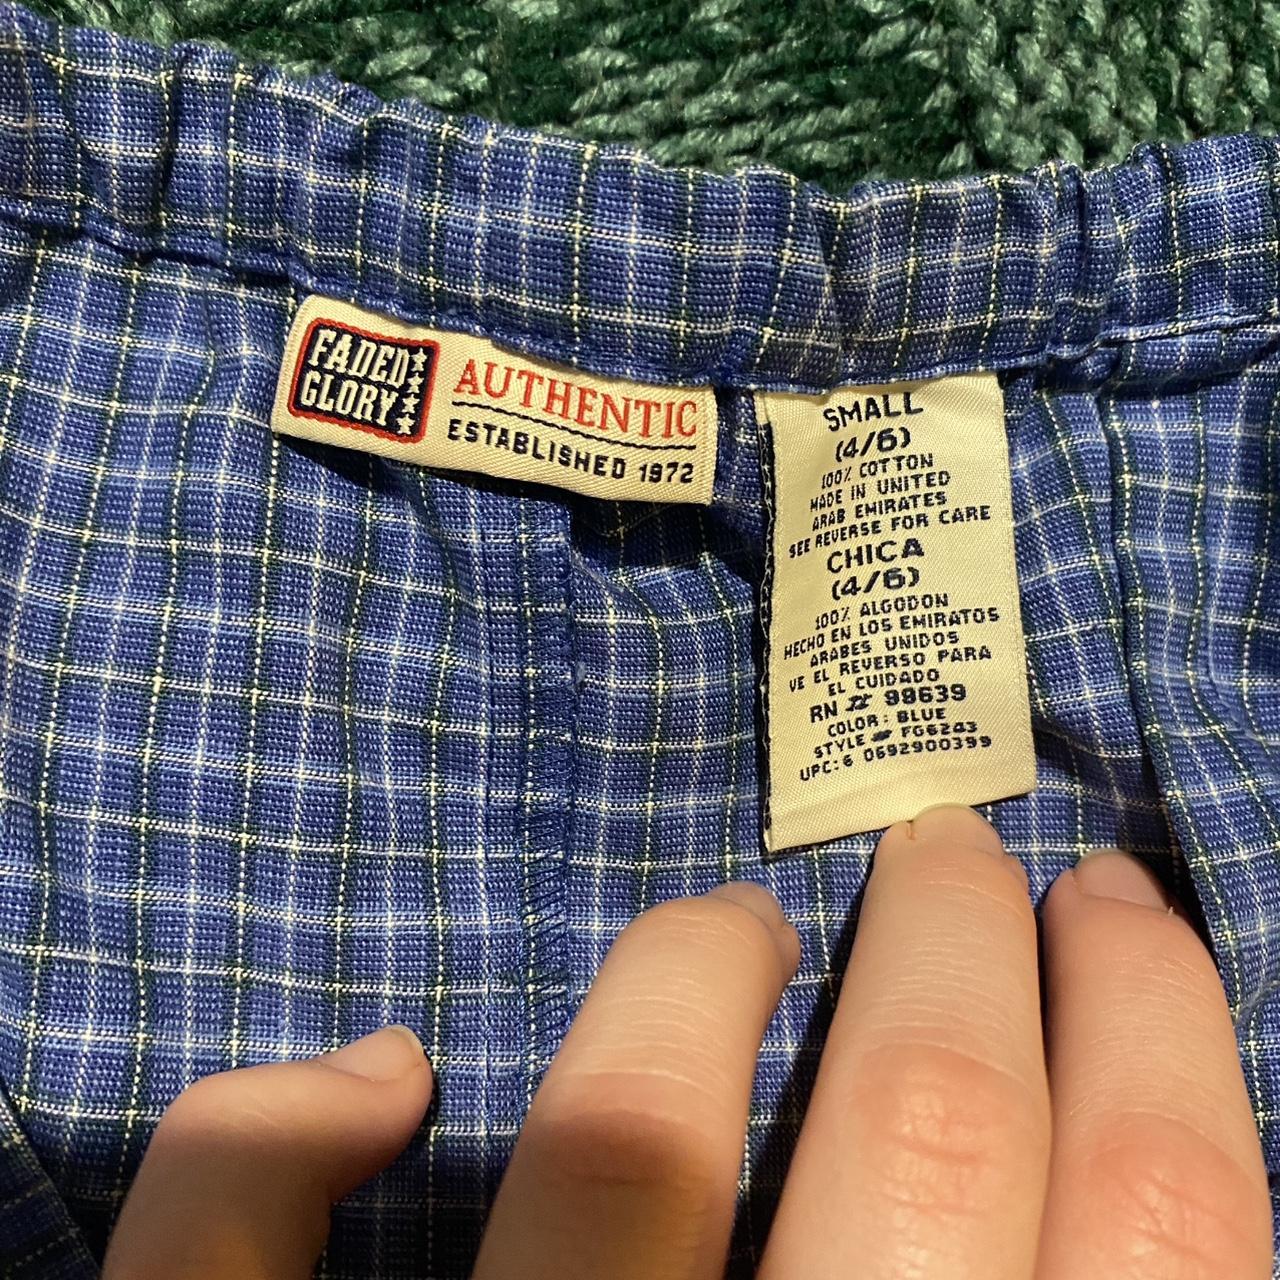 FADED
GLORY
AUTHENTIC
ESTABLISHED 1972
SMALL
(4/6)
100% COTTON
MADE IN UNITED
ARAB EMIRATES
SEE REVERSE FOR CARE
CHICA
(4/6)
100% ALGODON
HECHO EN LOS EMIRATOS
ARABES UNIDOS
VE EL REVERSO PARA
EL CUIDADO
RN # 98639
COLOR: BLUE
STYLE # FG6243
UPC:6 0692900399